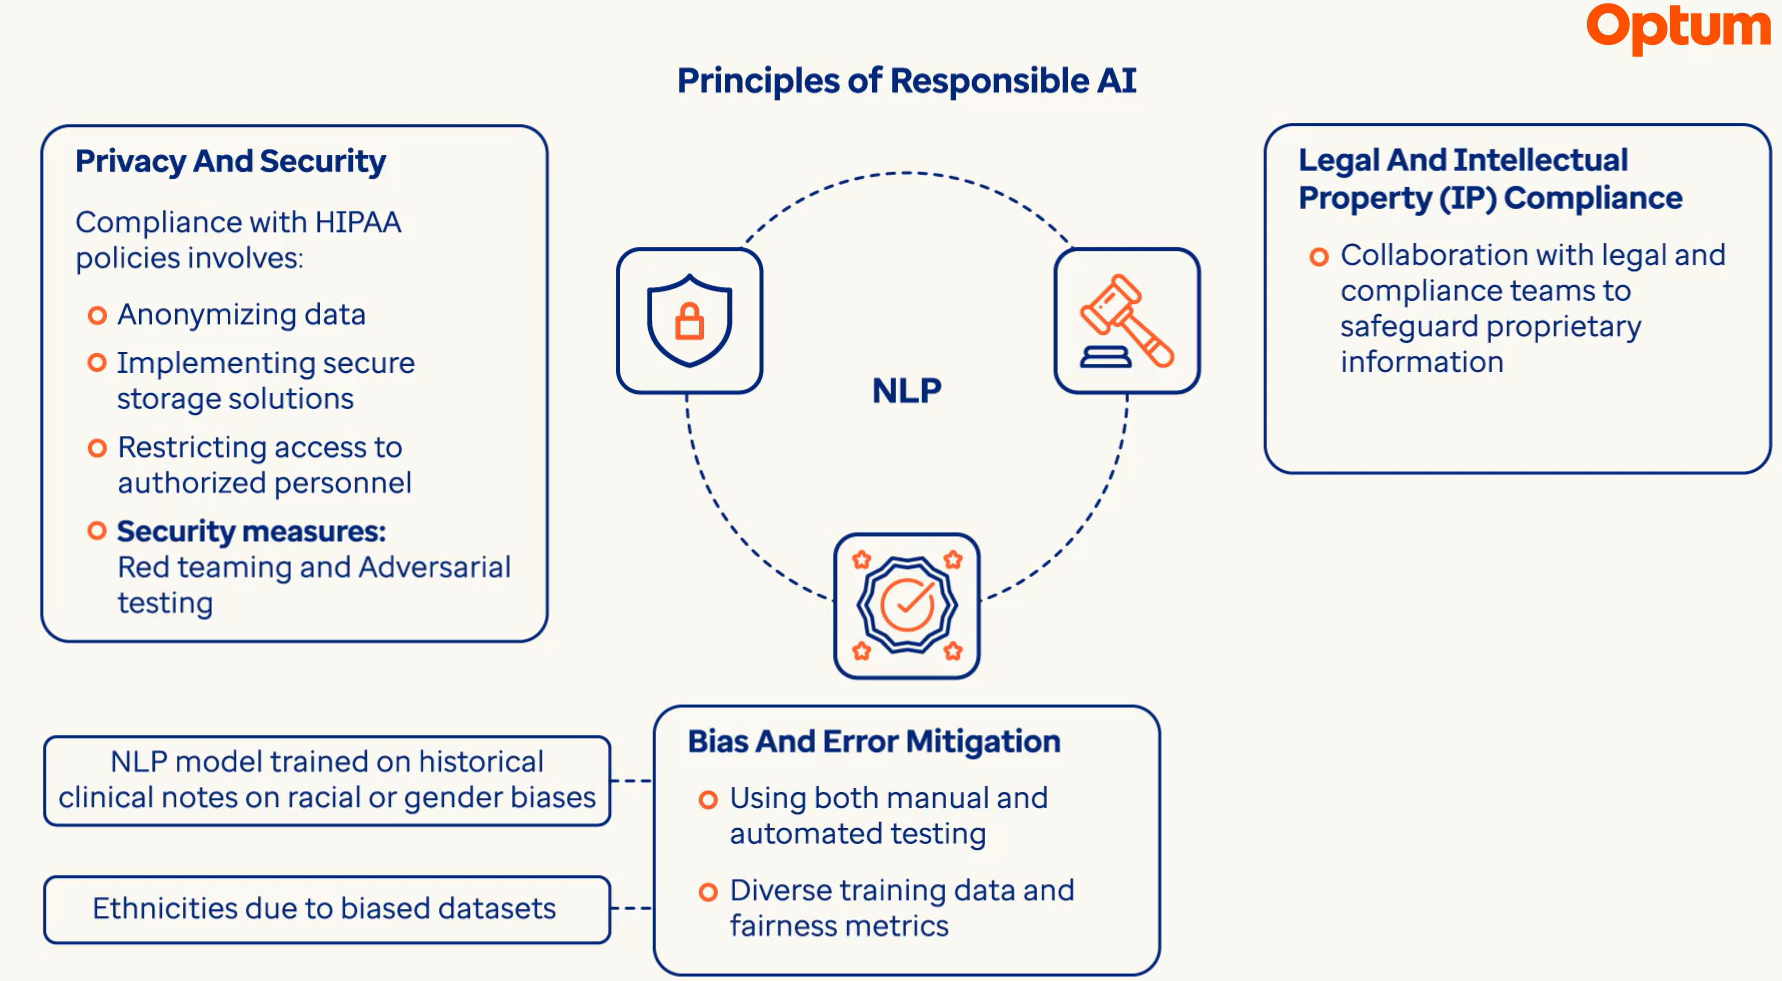 Optum
Principles of Responsible AI
Privacy And Security
Compliance with HIPAA
policies involves:
Anonymizing data
Implementing secure
storage solutions
Restricting access to
authorized personnel
Security measures:
Red teaming and Adversarial
testing
NLP
Legal And Intellectual
Property (IP) Compliance
Collaboration with legal and
compliance teams to
safeguard proprietary
information
NLP model trained on historical
clinical notes on racial or gender biases
Ethnicities due to biased datasets
Bias And Error Mitigation
Using both manual and
automated testing
Diverse training data and
fairness metrics